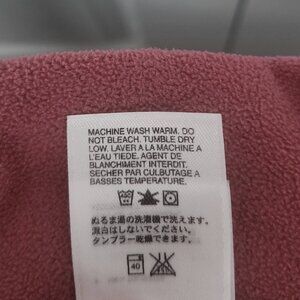 MACHINE WASH WARM. DO
NOT BLEACH. TUMBLE DRY
LOW. LAVER A LA MACHINE A
L'EAU TIEDE. AGENT DE
BLANCHIMENT INTERDIT.
SECHER PAR CULBUTAGE A
BASSES TEMPERATURE.
ぬるま湯の洗濯機で洗えます。
漂白はしないでください。
タンブラー乾燥できます。
40